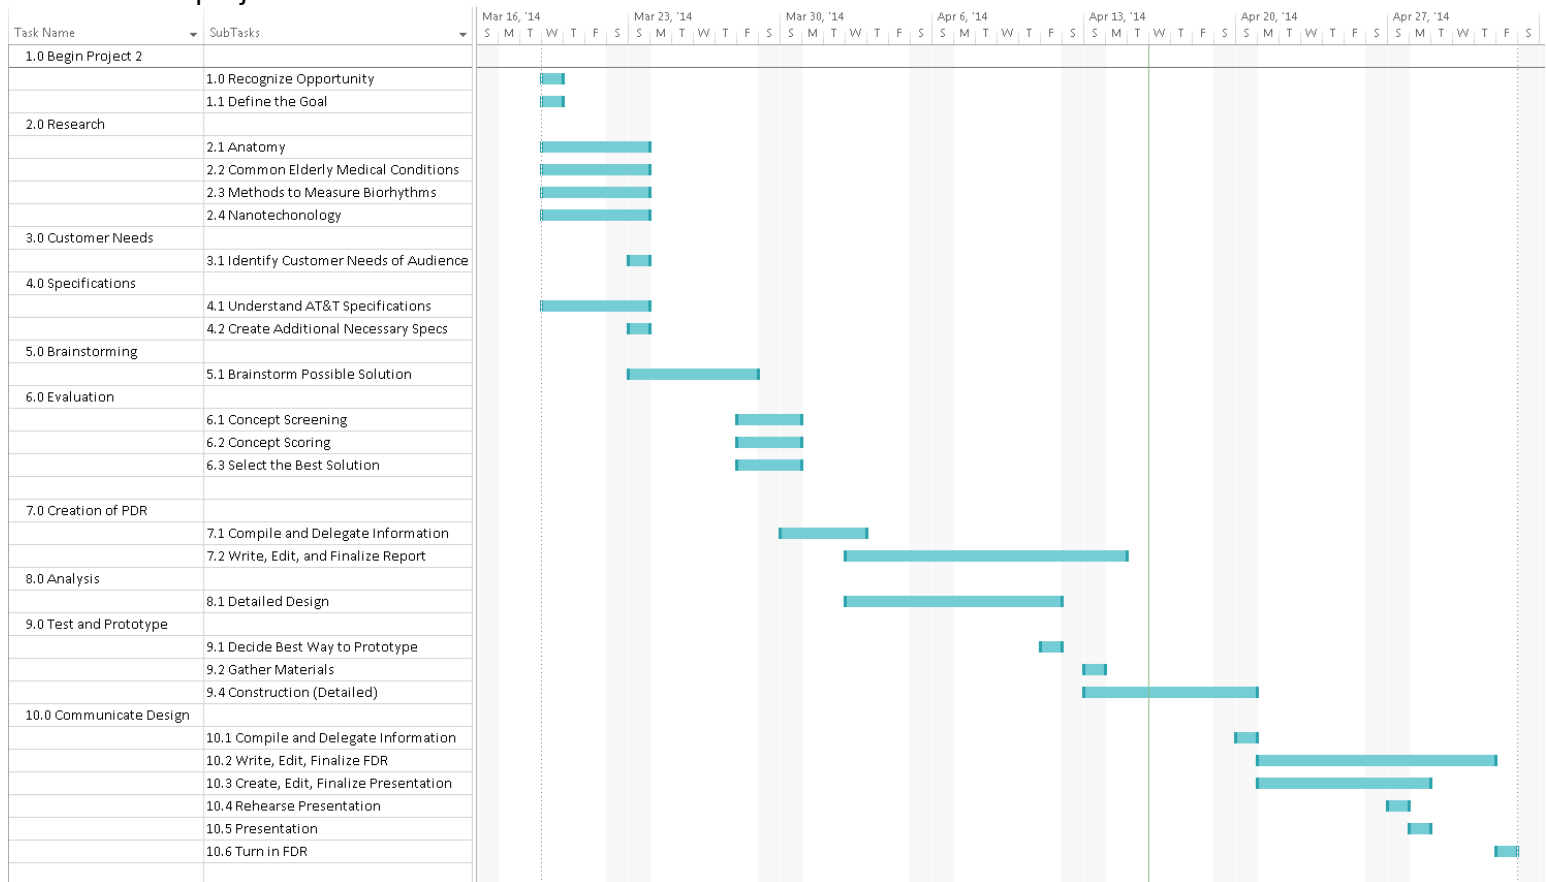 Mar 16, '14 Mar 23, '14 Mar 30, '14 Apr 6, '14 Apr 13, '14 Apr 20, '14 Apr 27, '14
Task Name SubTasks S M T W T F S S M T W T F S S M T W T F S S M T W T F S S M T W T F S S M T W T F S S M T W T F S
1.0 Begin Project 2
1.0 Recognize Opportunity
1.1 Define the Goal
2.0 Research
2.1 Anatomy
2.2 Common Elderly Medical Conditions
2.3 Methods to Measure Biorhythms
2.4 Nanotechonology
3.0 Customer Needs
3.1 Identify Customer Needs of Audience
4.0 Specifications
4.1 Understand AT&T Specifications
4.2 Create Additional Necessary Specs
5.0 Brainstorming
5.1 Brainstorm Possible Solution
6.0 Evaluation
6.1 Concept Screening
6.2 Concept Scoring
6.3 Select the Best Solution
7.0 Creation of PDR
7.1 Compile and Delegate Information
7.2 Write, Edit, and Finalize Report
8.0 Analysis
8.1 Detailed Design
9.0 Test and Prototype
9.1 Decide Best Way to Prototype
9.2 Gather Materials
9.4 Construction (Detailed)
10.0 Communicate Design
10.1 Compile and Delegate Information
10.2 Write, Edit, Finalize FDR
10.3 Create, Edit, Finalize Presentation
10.4 Rehearse Presentation
10.5 Presentation
10.6 Turn in FDR